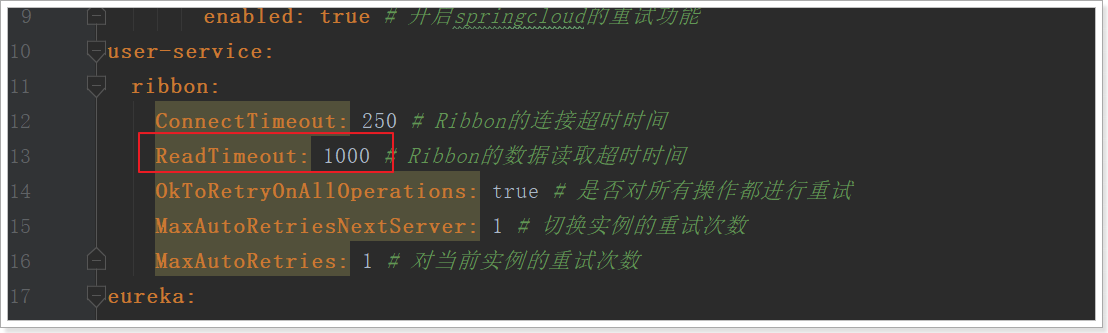 9 enabled: true # 开启springcloud的重试功能
10 user-service:
11 ribbon:
12 ConnectTimeout: 250 # Ribbon的连接超时时间
13 ReadTimeout: 1000 # Ribbon的数据读取超时时间
14 OkToRetryOnAllOperations: true # 是否对所有操作都进行重试
15 MaxAutoRetriesNextServer: 1 # 切换实例的重试次数
16 MaxAutoRetries: 1 # 对当前实例的重试次数
17 eureka: